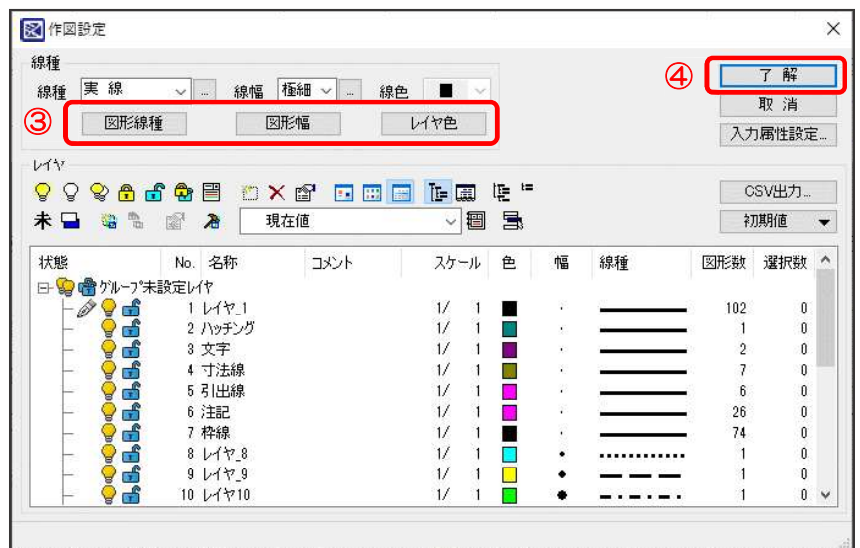 作図設定
線種
線種 実 線 ... 線幅 極細 ... 線色
④ 了 解
③ 図形線種 図形幅 レイヤ色
取 消
入力属性設定...
レイヤ
CSV出力...
未 現在値 初期値
状態 No. 名称 コメント スケール 色 幅 線種 図形数 選択数
グループ未設定レイヤ
1 レイヤ_1 1/ 1 102 0
2 ハッチング 1/ 1 1 0
3 文字 1/ 1 2 0
4 寸法線 1/ 1 7 0
5 引出線 1/ 1 6 0
6 注記 1/ 1 26 0
7 枠線 1/ 1 74 0
8 レイヤ_8 1/ 1 1 0
9 レイヤ_9 1/ 1 1 0
10 レイヤ10 1/ 1 1 0